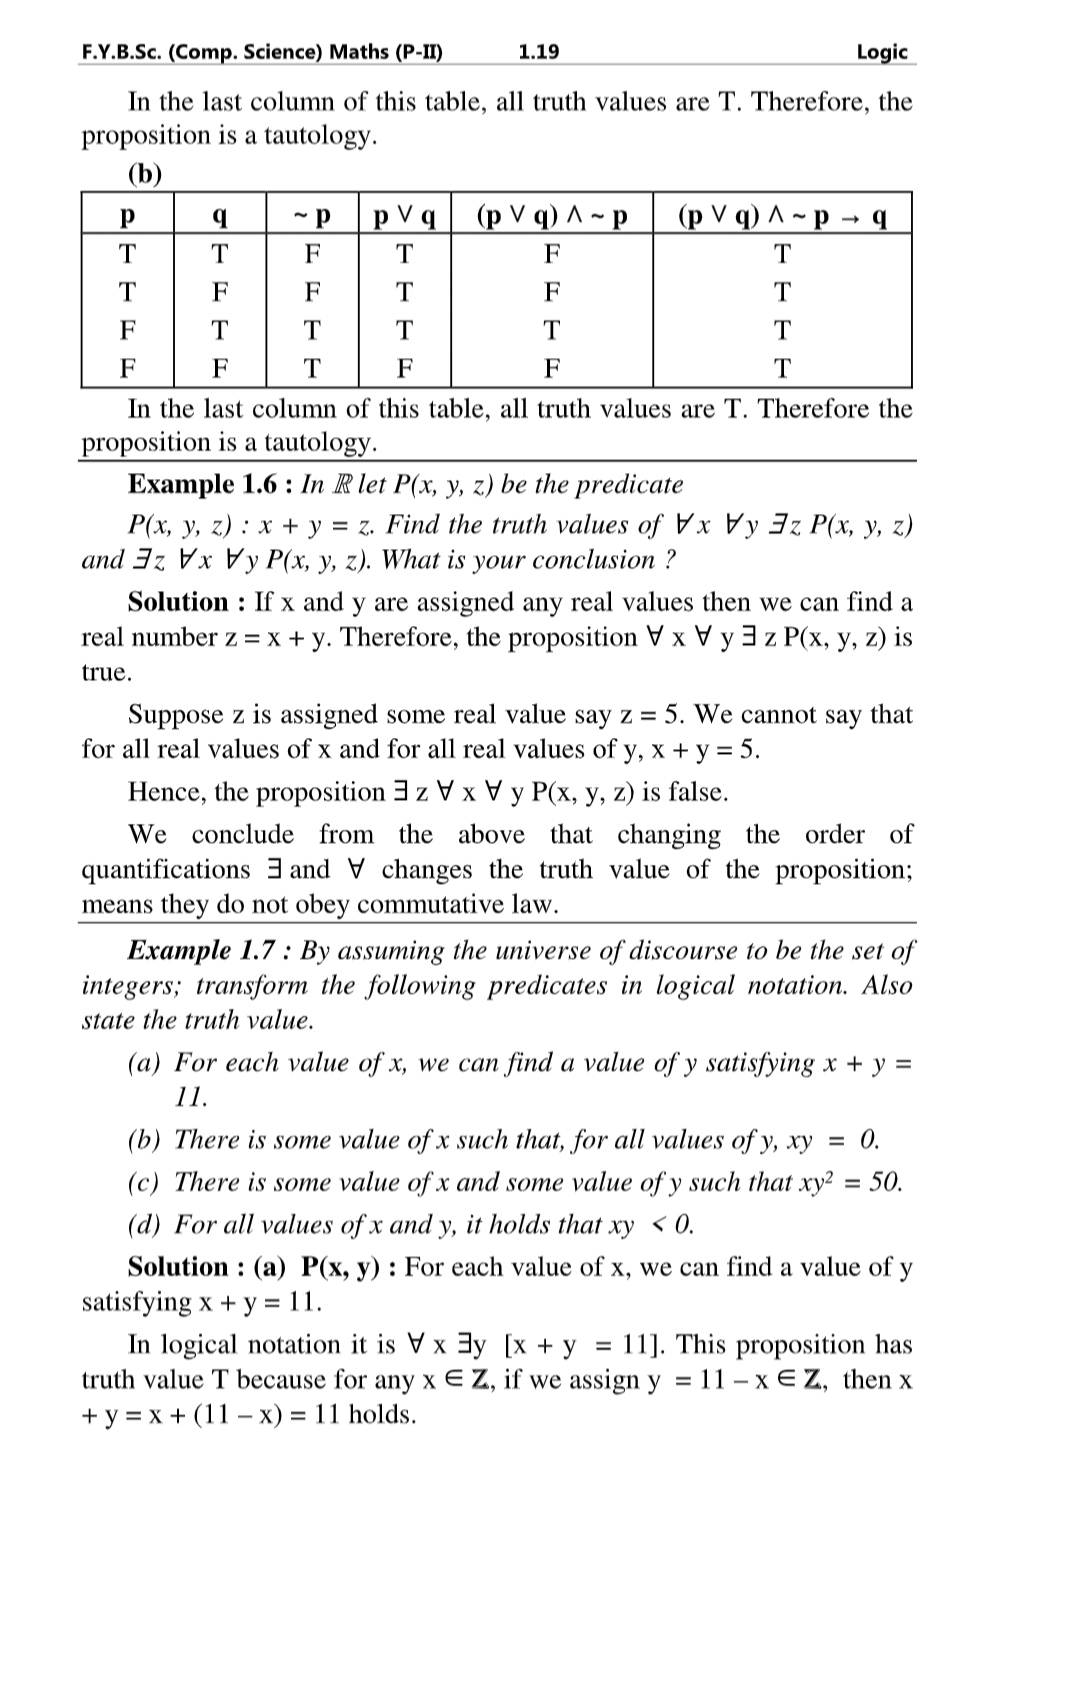 F.Y.B.Sc. (Comp. Science) Maths (P-II) 1.19 Logic
In the last column of this table, all truth values are T. Therefore, the
proposition is a tautology.
(b)
p q ~ p p ∨ q (p ∨ q) ∧ ~ p (p ∨ q) ∧ ~ p → q
T T F T F T
T F F T F T
F T T T T T
F F T F F T
In the last column of this table, all truth values are T. Therefore the
proposition is a tautology.
Example 1.6 : In ℝ let P(x, y, z) be the predicate
P(x, y, z) : x + y = z. Find the truth values of ∀x ∀y ∃z P(x, y, z)
and ∃z ∀x ∀y P(x, y, z). What is your conclusion ?
Solution : If x and y are assigned any real values then we can find a
real number z = x + y. Therefore, the proposition ∀ x ∀ y ∃ z P(x, y, z) is
true.
Suppose z is assigned some real value say z = 5. We cannot say that
for all real values of x and for all real values of y, x + y = 5.
Hence, the proposition ∃ z ∀ x ∀ y P(x, y, z) is false.
We conclude from the above that changing the order of
quantifications ∃ and ∀ changes the truth value of the proposition;
means they do not obey commutative law.
Example 1.7 : By assuming the universe of discourse to be the set of
integers; transform the following predicates in logical notation. Also
state the truth value.
(a) For each value of x, we can find a value of y satisfying x + y =
11.
(b) There is some value of x such that, for all values of y, xy = 0.
(c) There is some value of x and some value of y such that xy² = 50.
(d) For all values of x and y, it holds that xy < 0.
Solution : (a) P(x, y) : For each value of x, we can find a value of y
satisfying x + y = 11.
In logical notation it is ∀ x ∃y [x + y = 11]. This proposition has
truth value T because for any x ∈ ℤ, if we assign y = 11 – x ∈ ℤ, then x
+ y = x + (11 – x) = 11 holds.